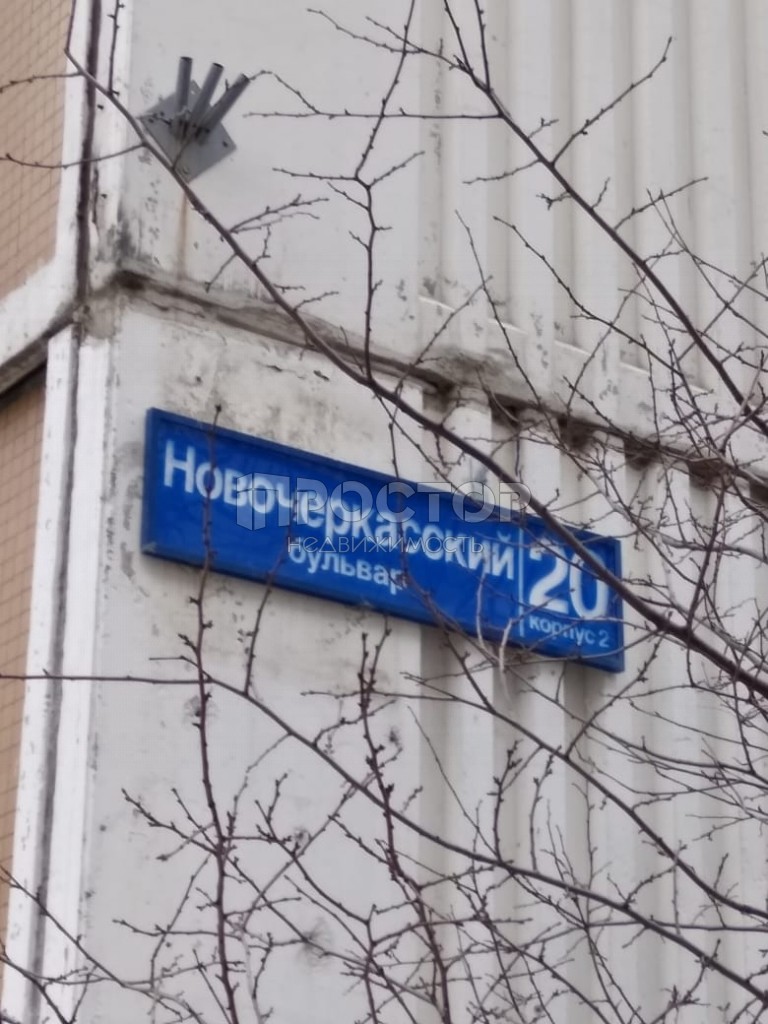 Новочеркасский
бульвар
20
корпус 2
ПРОСТОР
недвижимость